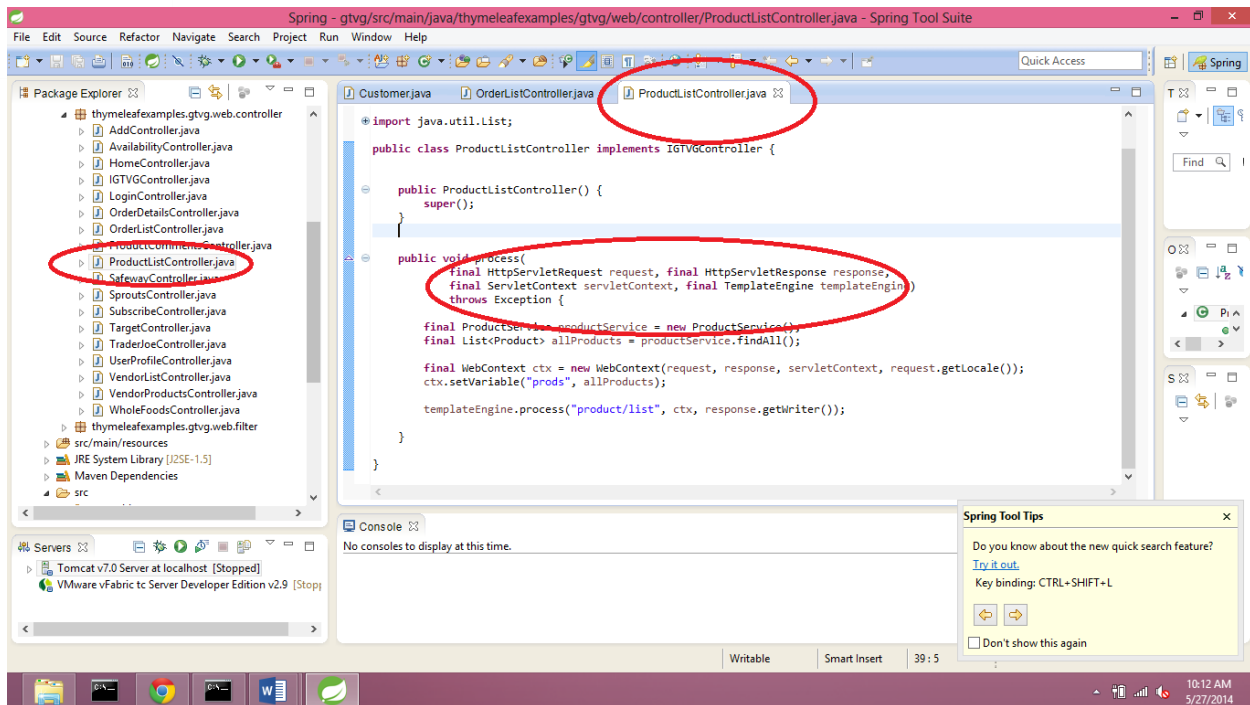 Spring - gtvg/src/main/java/thymeleafexamples/gtvg/web/controller/ProductListController.java - Spring Tool Suite
File Edit Source Refactor Navigate Search Project Run Window Help
Quick Access
Spring
Package Explorer
thymeleafexamples.gtvg.web.controller
AddController.java
AvailabilityController.java
HomeController.java
IGTVGController.java
LoginController.java
OrderDetailsController.java
OrderListController.java
ProductCommentsController.java
ProductListController.java
SafewayController.java
SproutsController.java
SubscribeController.java
TargetController.java
TraderJoeController.java
UserProfileController.java
VendorListController.java
VendorProductsController.java
WholeFoodsController.java
thymeleafexamples.gtvg.web.filter
src/main/resources
JRE System Library [J2SE-1.5]
Maven Dependencies
src
Servers
Tomcat v7.0 Server at localhost [Stopped]
VMware vFabric tc Server Developer Edition v2.9 [Stopp
Customer.java OrderListController.java ProductListController.java
import java.util.List;
public class ProductListController implements IGTVGController {
public ProductListController() {
super();
}
public void process(
final HttpServletRequest request, final HttpServletResponse response,
final ServletContext servletContext, final TemplateEngine templateEngine)
throws Exception {
final ProductService productService = new ProductService();
final List<Product> allProducts = productService.findAll();
final WebContext ctx = new WebContext(request, response, servletContext, request.getLocale());
ctx.setVariable("prods", allProducts);
templateEngine.process("product/list", ctx, response.getWriter());
}
}
Console
No consoles to display at this time.
T
Find
O
S
Spring Tool Tips
Do you know about the new quick search feature?
Try it out.
Key binding: CTRL+SHIFT+L
Don't show this again
Writable Smart Insert 39 : 5
10:12 AM
5/27/2014